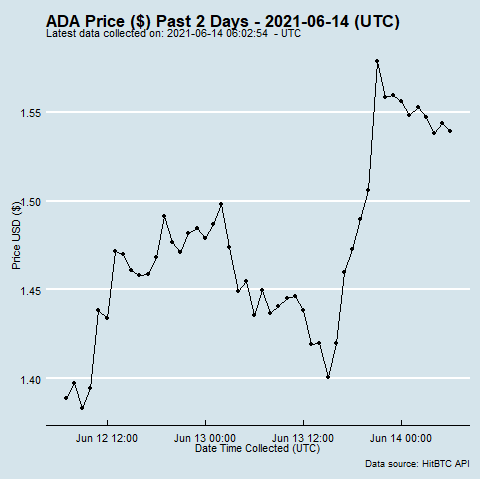 ADA Price ($) Past 2 Days - 2021-06-14 (UTC)
Latest data collected on: 2021-06-14 06:02:54 - UTC
1.55
1.50
1.45
1.40
Price USD ($)
Jun 12 12:00
Jun 13 00:00
Jun 13 12:00
Jun 14 00:00
Date Time Collected (UTC)
Data source: HitBTC API